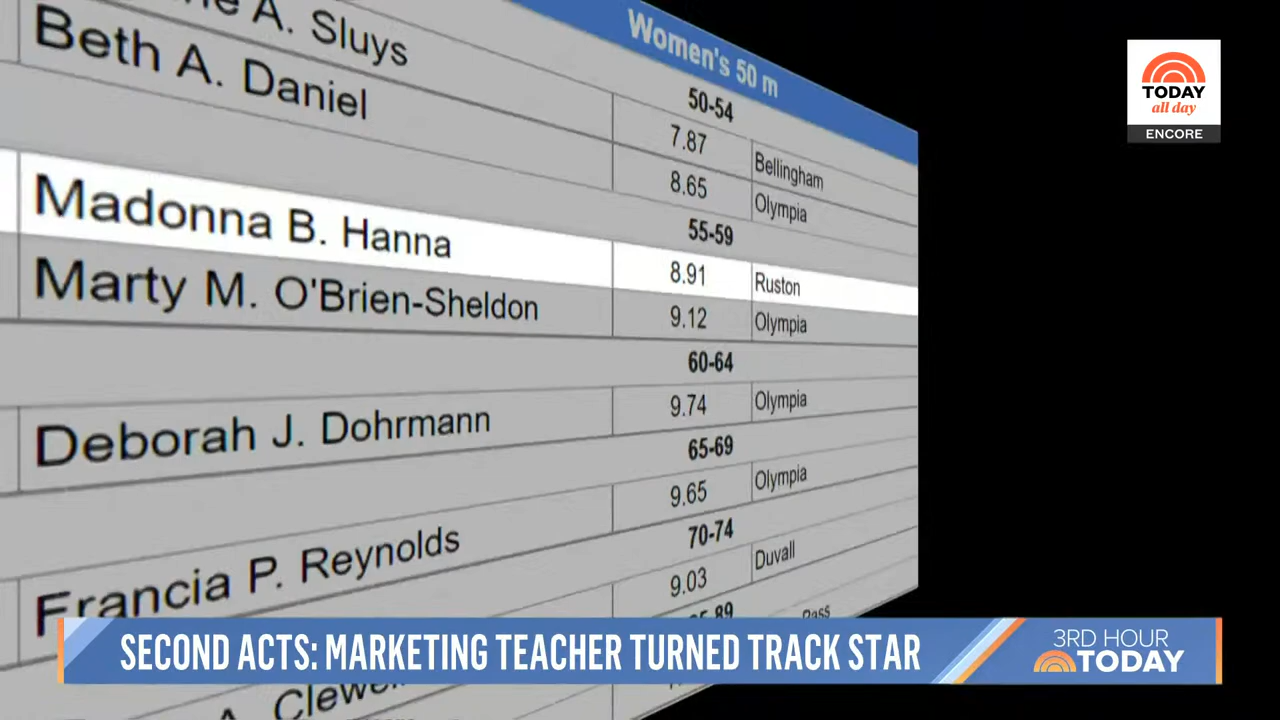 Women's 50 m
A. Sluys
50-54
7.87 Bellingham
Beth A. Daniel 8.65 Olympia
55-59
Madonna B. Hanna 8.91 Ruston
Marty M. O'Brien-Sheldon 9.12 Olympia
60-64
Deborah J. Dohrmann 9.74 Olympia
65-69
Francia P. Reynolds 9.65 Olympia
70-74
9.03 Duvall
TODAY
all day
ENCORE
SECOND ACTS: MARKETING TEACHER TURNED TRACK STAR
3RD HOUR
TODAY